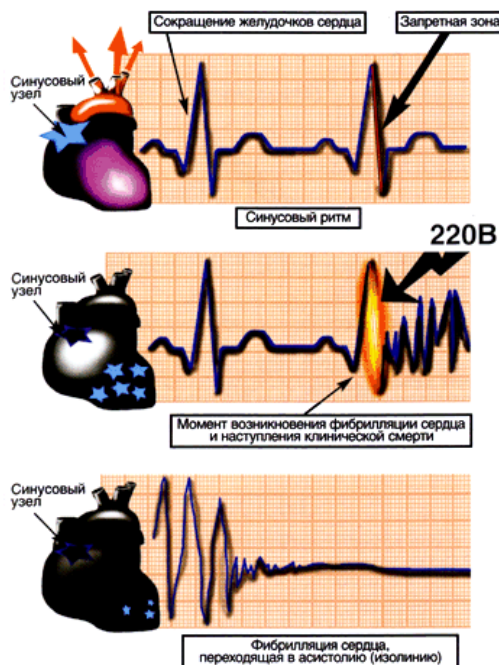 Сокращение желудочков сердца
Запретная зона
Синусовый
узел
Синусовый ритм
220В
Синусовый
узел
Момент возникновения фибрилляции сердца
и наступления клинической смерти
Синусовый
узел
Фибрилляция сердца,
переходящая в асистолию (изолинию)